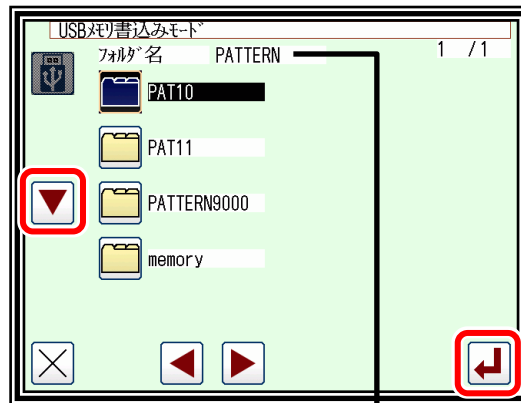 USBﾒﾓﾘ書込みﾓｰﾄﾞ
ﾌｫﾙﾀﾞ名 PATTERN 1 /1
PAT10
PAT11
PATTERN9000
memory